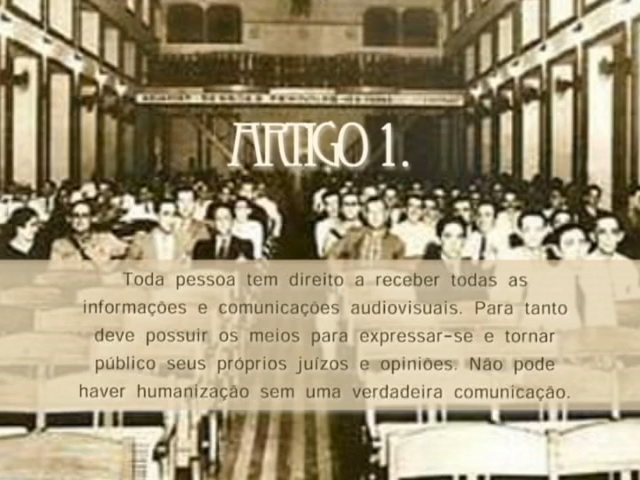 ARTIGO 1.
Toda pessoa tem direito a receber todas as
informações e comunicações audiovisuais. Para tanto
deve possuir os meios para expressar-se e tornar
público seus próprios juízos e opiniões. Não pode
haver humanização sem uma verdadeira comunicação.